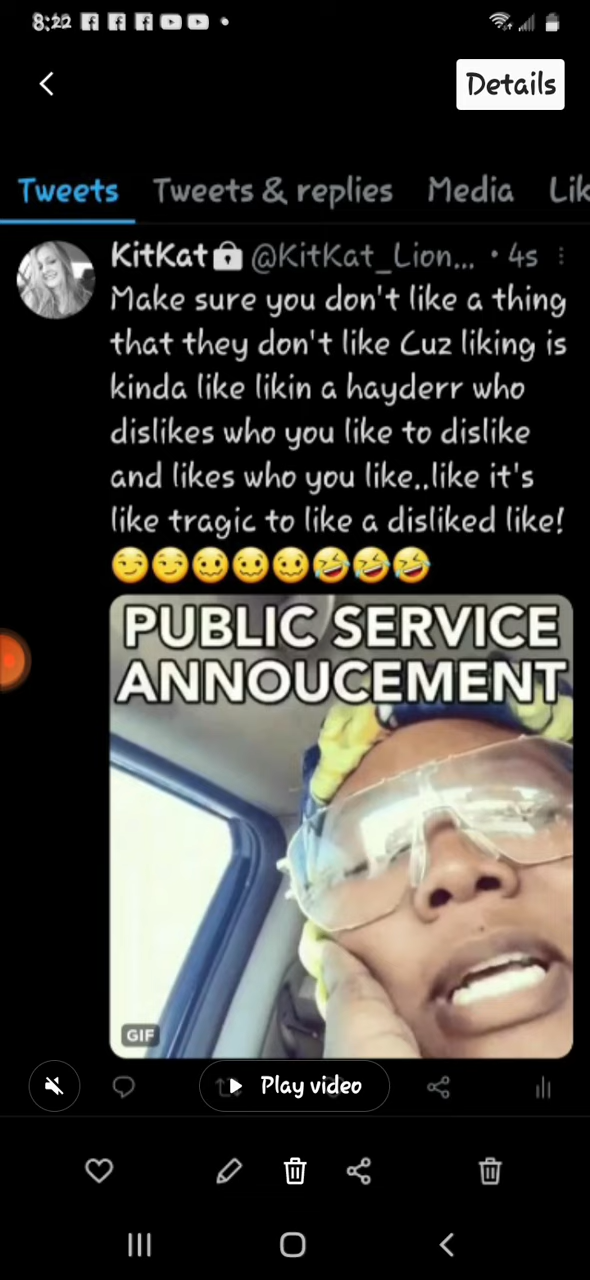 8:22
Details
Tweets Tweets & replies Media Lik
KitKat🔒 @KitKat_Lion... • 4s
Make sure you don't like a thing
that they don't like Cuz liking is
kinda like likin a hayderr who
dislikes who you like to dislike
and likes who you like..like it's
like tragic to like a disliked like!
😏😏🥴🥴🥴🤣🤣🤣
PUBLIC SERVICE
ANNOUCEMENT
GIF
Play video